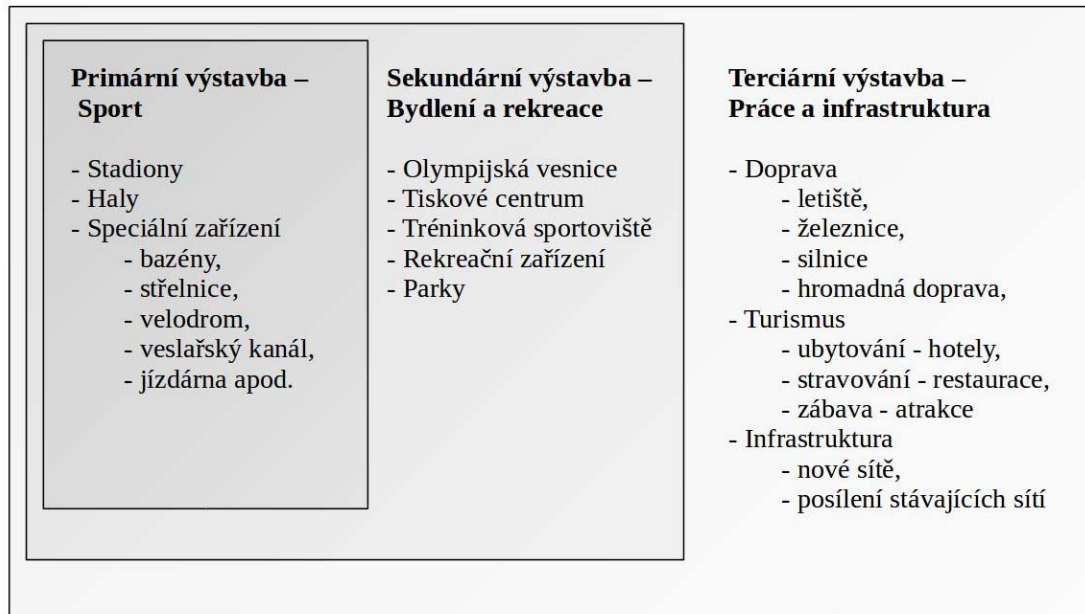 Primární výstavba –
Sport
- Stadiony
- Haly
- Speciální zařízení
- bazény,
- střelnice,
- velodrom,
- veslařský kanál,
- jízdárna apod.
Sekundární výstavba –
Bydlení a rekreace
- Olympijská vesnice
- Tiskové centrum
- Tréninková sportoviště
- Rekreační zařízení
- Parky
Terciární výstavba –
Práce a infrastruktura
- Doprava
- letiště,
- železnice,
- silnice
- hromadná doprava,
- Turismus
- ubytování - hotely,
- stravování - restaurace,
- zábava - atrakce
- Infrastruktura
- nové sítě,
- posílení stávajících sítí